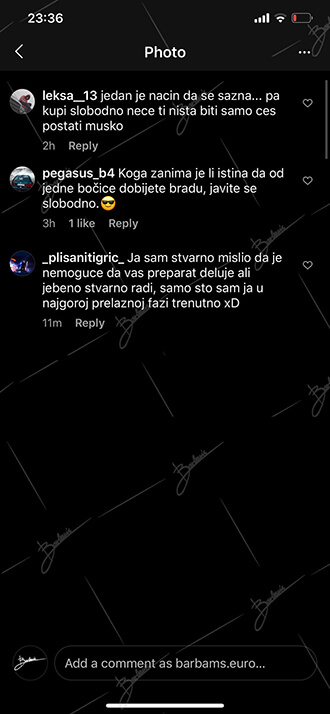 23:36
Photo
leksa__13 jedan je nacin da se sazna... pa
kupi slobodno nece ti nista biti samo ces
postati musko
2h Reply
pegasus_b4 Koga zanima je li istina da od
jedne bočice dobijete bradu, javite se
slobodno.😎
3h 1 like Reply
_plisanitigric_ Ja sam stvarno mislio da je
nemoguce da vas preparat deluje ali
jebeno stvarno radi, samo sto sam ja u
najgoroj prelaznoj fazi trenutno xD
11m Reply
Add a comment as barbams.euro...